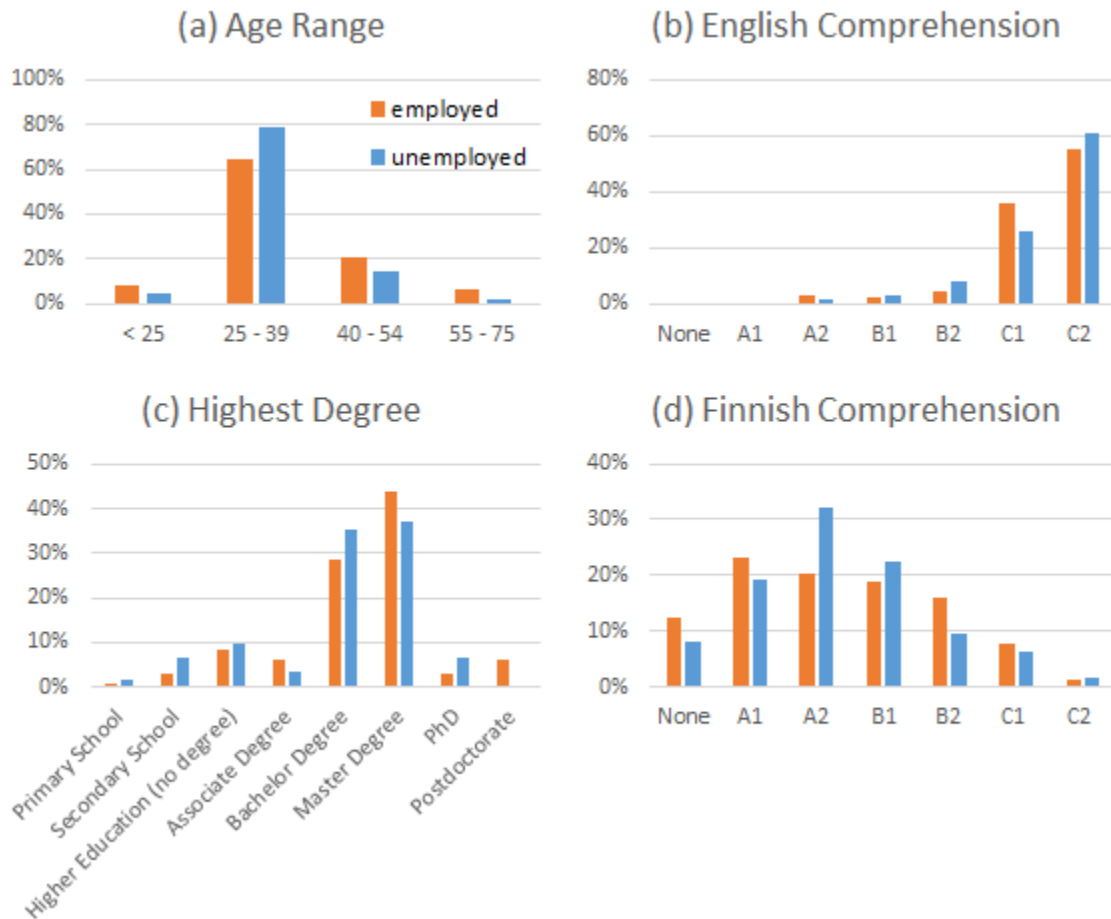 (a) Age Range
100%
80%
60%
40%
20%
0%
employed
unemployed
< 25
25 - 39
40 - 54
55 - 75
(b) English Comprehension
80%
60%
40%
20%
0%
None
A1
A2
B1
B2
C1
C2
(c) Highest Degree
50%
40%
30%
20%
10%
0%
Primary School
Secondary School
Higher Education (no degree)
Associate Degree
Bachelor Degree
Master Degree
PhD
Postdoctorate
(d) Finnish Comprehension
40%
30%
20%
10%
0%
None
A1
A2
B1
B2
C1
C2